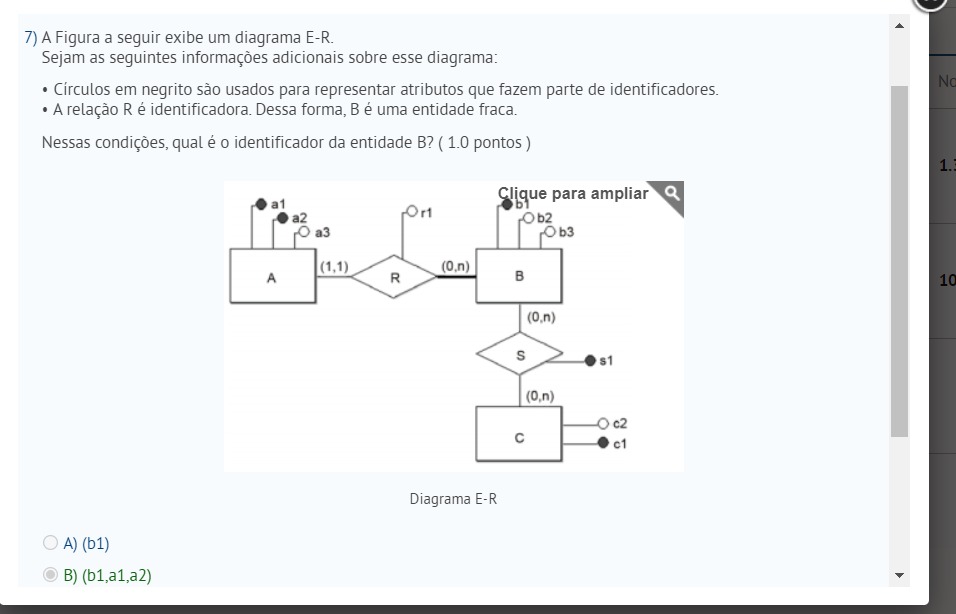 7) A Figura a seguir exibe um diagrama E-R.
Sejam as seguintes informações adicionais sobre esse diagrama:
• Círculos em negrito são usados para representar atributos que fazem parte de identificadores.
• A relação R é identificadora. Dessa forma, B é uma entidade fraca.
Nessas condições, qual é o identificador da entidade B? ( 1.0 pontos )
Clique para ampliar
a1
a2
a3
r1
b1
b2
b3
A
(1,1)
R
(0,n)
B
(0,n)
S
s1
(0,n)
C
c2
c1
Diagrama E-R
A) (b1)
B) (b1,a1,a2)
10